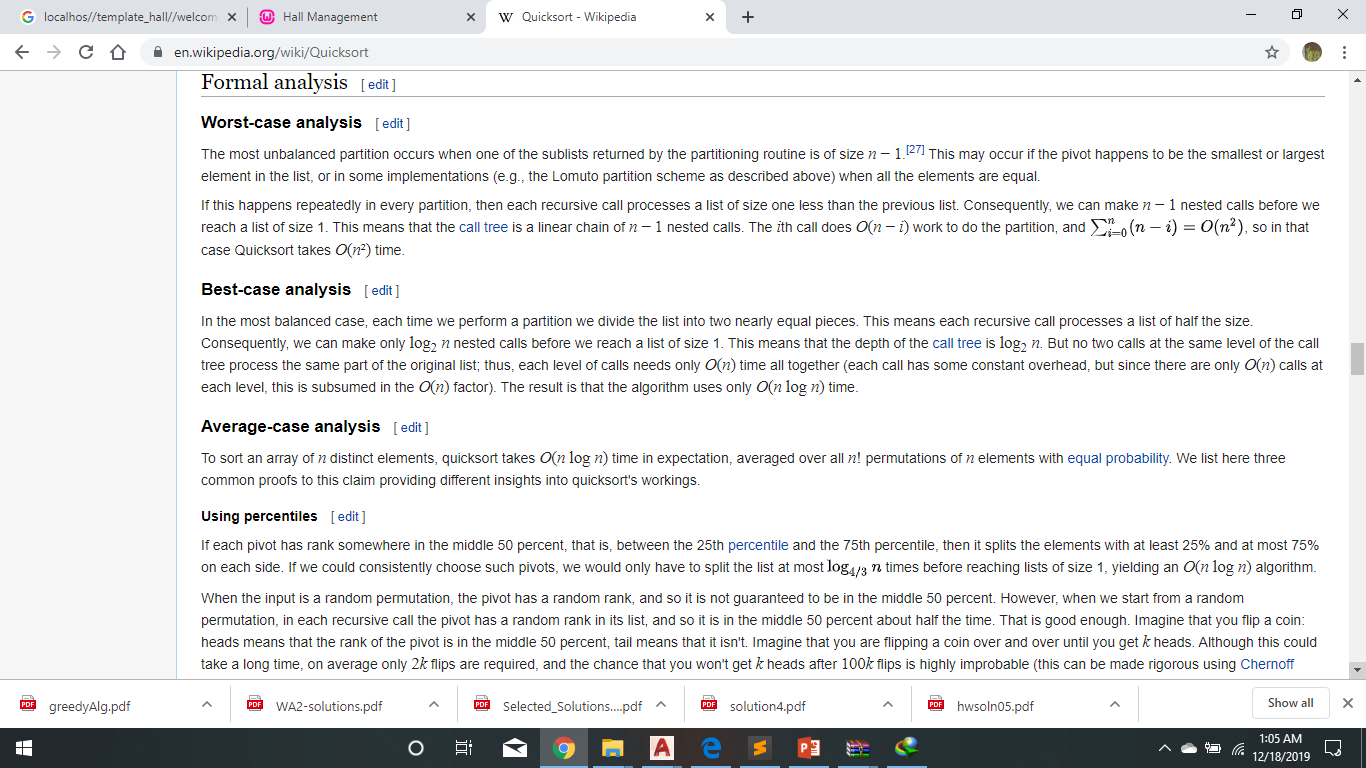 localhos//template_hall//welcom
Hall Management
Quicksort - Wikipedia
en.wikipedia.org/wiki/Quicksort
Formal analysis [ edit ]
Worst-case analysis [ edit ]
The most unbalanced partition occurs when one of the sublists returned by the partitioning routine is of size n − 1.[27] This may occur if the pivot happens to be the smallest or largest
element in the list, or in some implementations (e.g., the Lomuto partition scheme as described above) when all the elements are equal.
If this happens repeatedly in every partition, then each recursive call processes a list of size one less than the previous list. Consequently, we can make n − 1 nested calls before we
reach a list of size 1. This means that the call tree is a linear chain of n − 1 nested calls. The ith call does O(n − i) work to do the partition, and ∑ⁿᵢ₌₀(n − i) = O(n²), so in that
case Quicksort takes O(n²) time.
Best-case analysis [ edit ]
In the most balanced case, each time we perform a partition we divide the list into two nearly equal pieces. This means each recursive call processes a list of half the size.
Consequently, we can make only log₂ n nested calls before we reach a list of size 1. This means that the depth of the call tree is log₂ n. But no two calls at the same level of the call
tree process the same part of the original list; thus, each level of calls needs only O(n) time all together (each call has some constant overhead, but since there are only O(n) calls at
each level, this is subsumed in the O(n) factor). The result is that the algorithm uses only O(n log n) time.
Average-case analysis [ edit ]
To sort an array of n distinct elements, quicksort takes O(n log n) time in expectation, averaged over all n! permutations of n elements with equal probability. We list here three
common proofs to this claim providing different insights into quicksort's workings.
Using percentiles [ edit ]
If each pivot has rank somewhere in the middle 50 percent, that is, between the 25th percentile and the 75th percentile, then it splits the elements with at least 25% and at most 75%
on each side. If we could consistently choose such pivots, we would only have to split the list at most log₄/₃ n times before reaching lists of size 1, yielding an O(n log n) algorithm.
When the input is a random permutation, the pivot has a random rank, and so it is not guaranteed to be in the middle 50 percent. However, when we start from a random
permutation, in each recursive call the pivot has a random rank in its list, and so it is in the middle 50 percent about half the time. That is good enough. Imagine that you flip a coin:
heads means that the rank of the pivot is in the middle 50 percent, tail means that it isn't. Imagine that you are flipping a coin over and over until you get k heads. Although this could
take a long time, on average only 2k flips are required, and the chance that you won't get k heads after 100k flips is highly improbable (this can be made rigorous using Chernoff
greedyAlg.pdf
WA2-solutions.pdf
Selected_Solutions....pdf
solution4.pdf
hwsoln05.pdf
Show all
1:05 AM
12/18/2019